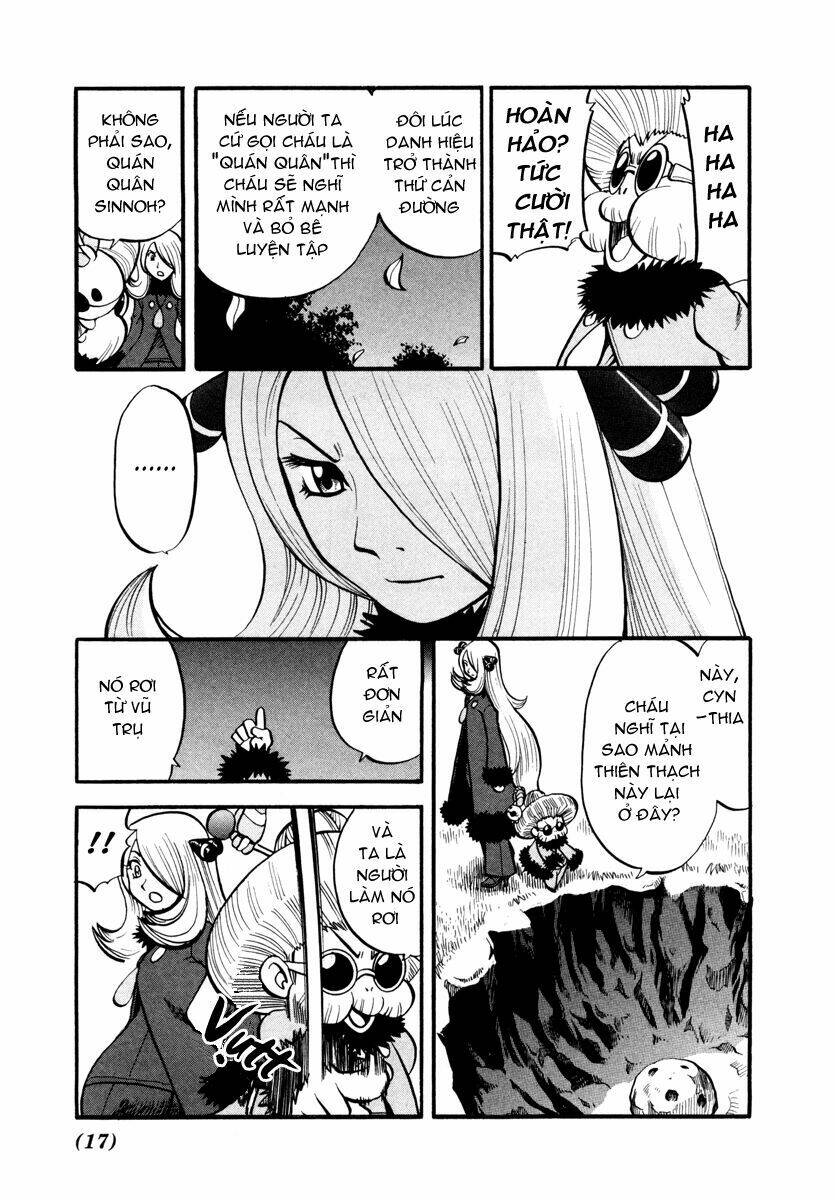 HA
HA
HA
HA
HOÀN
HẢO?
TỨC
CƯỜI
THẬT!
ĐÔI LÚC
DANH HIỆU
TRỞ THÀNH
THỨ CẢN
ĐƯỜNG
NẾU NGƯỜI TA
CỨ GỌI CHÁU LÀ
"QUÁN QUÂN"THÌ
CHÁU SẼ NGHĨ
MÌNH RẤT MẠNH
VÀ BỎ BÊ
LUYỆN TẬP
KHÔNG
PHẢI SAO,
QUÁN
QUÂN
SINNOH?
.......
NÀY,
CYN
-THIA
CHÁU
NGHĨ TẠI
SAO MẢNH
THIÊN THẠCH
NÀY LẠI
Ở ĐÂY?
RẤT
ĐƠN
GIẢN
NÓ RƠI
TỪ VŨ
TRỤ
VÀ
TA LÀ
NGƯỜI
LÀM NÓ
RƠI
!!
Vụtt
(17)